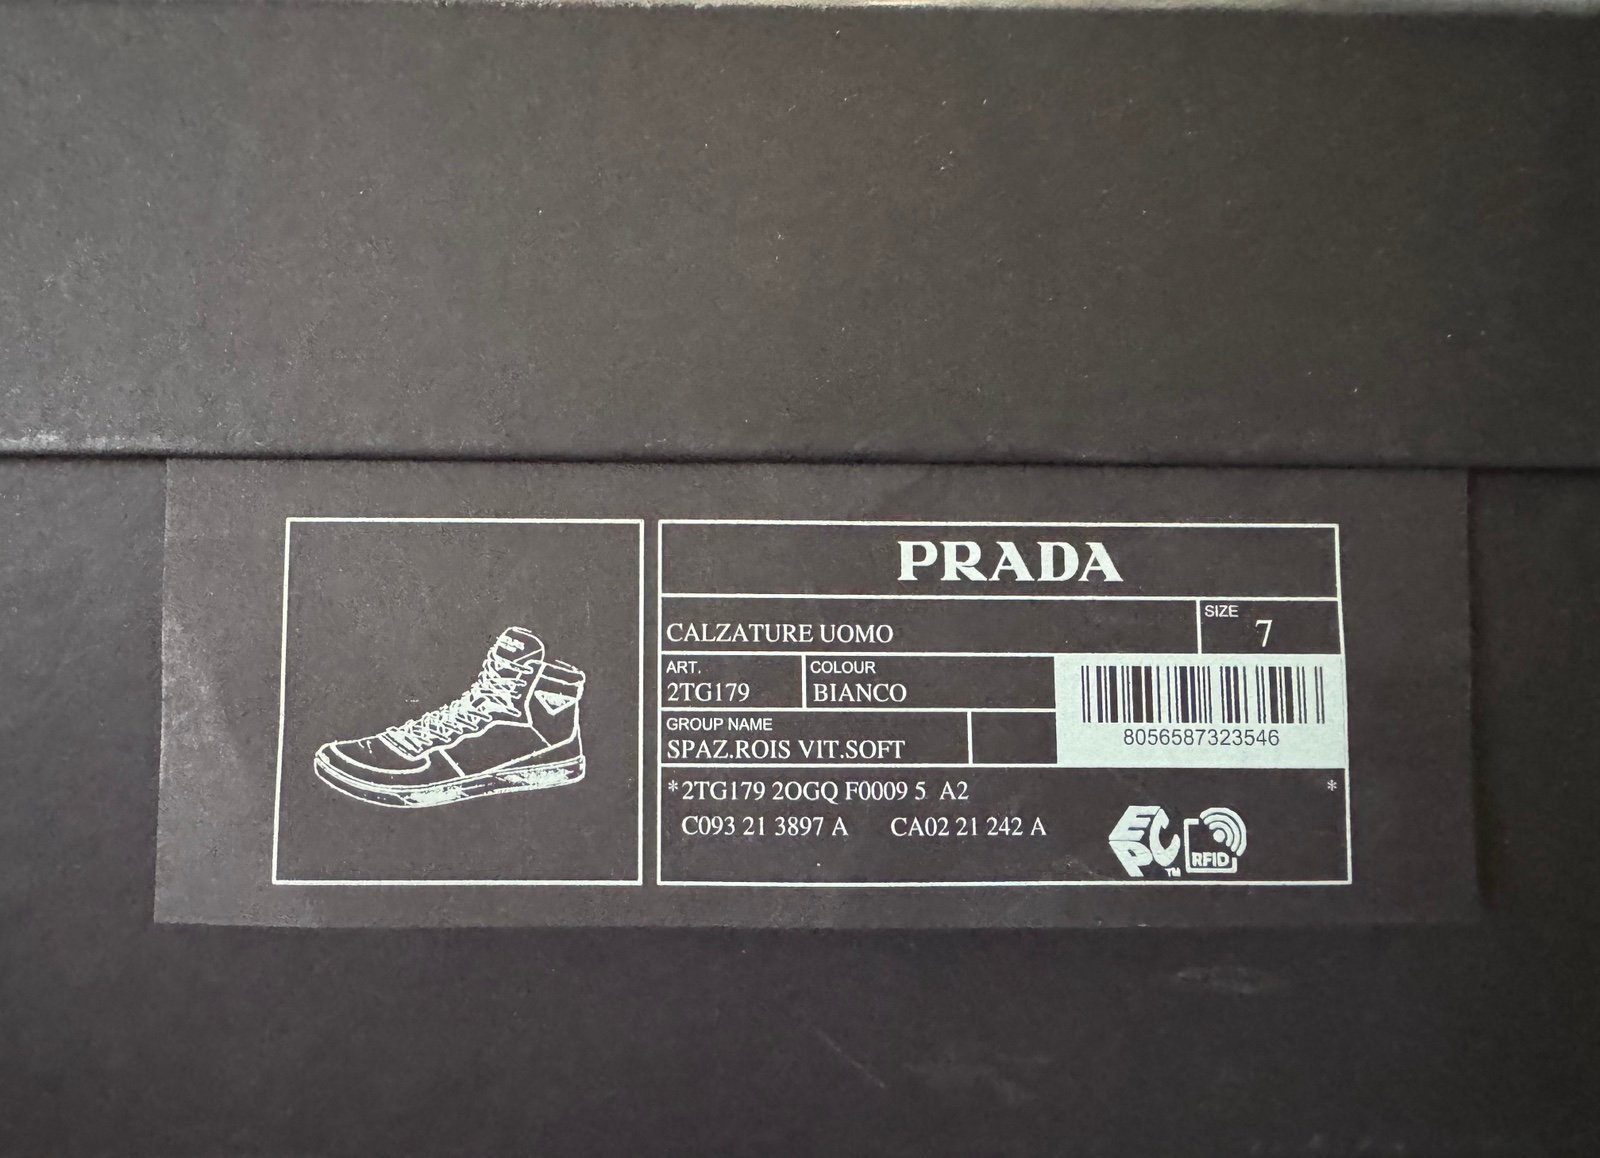 PRADA
CALZATURE UOMO
SIZE
7
ART.
2TG179
COLOUR
BIANCO
GROUP NAME
SPAZ.ROIS VIT.SOFT
8056587323546
*2TG179 2OGQ F0009 5 A2 *
C093 21 3897 A CA02 21 242 A
EPC TM
RFID